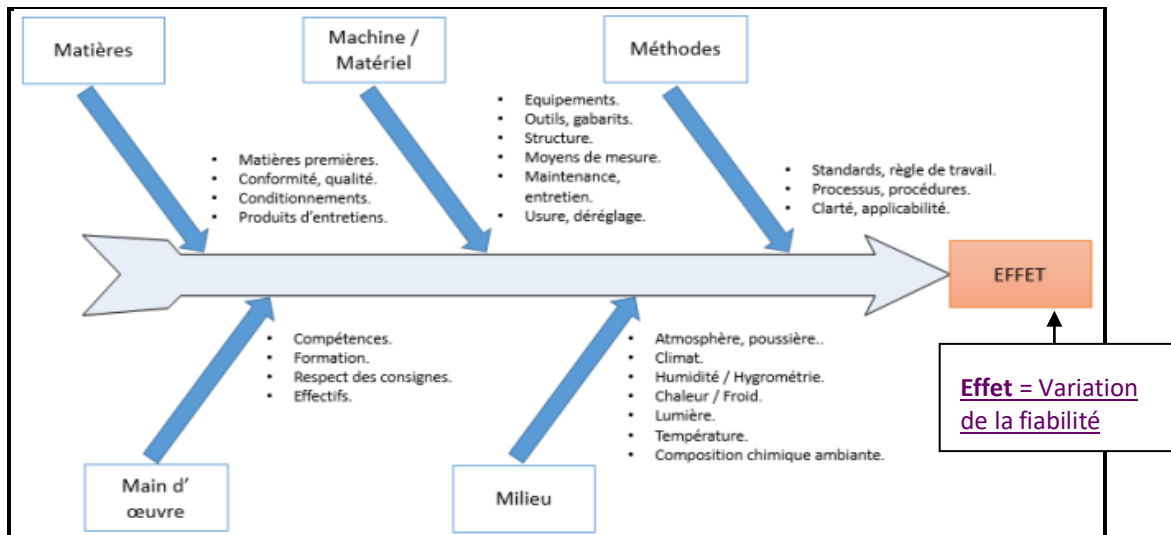 Matières
Machine /
Matériel
Méthodes
• Matières premières.
• Conformité, qualité.
• Conditionnements.
• Produits d'entretiens.
• Equipements.
• Outils, gabarits.
• Structure.
• Moyens de mesure.
• Maintenance,
entretien.
• Usure, déréglage.
• Standards, règle de travail.
• Processus, procédures.
• Clarté, applicabilité.
EFFET
Effet = Variation
de la fiabilité
• Compétences.
• Formation.
• Respect des consignes.
• Effectifs.
• Atmosphère, poussière..
• Climat.
• Humidité / Hygrométrie.
• Chaleur / Froid.
• Lumière.
• Température.
• Composition chimique ambiante.
Main d'
œuvre
Milieu